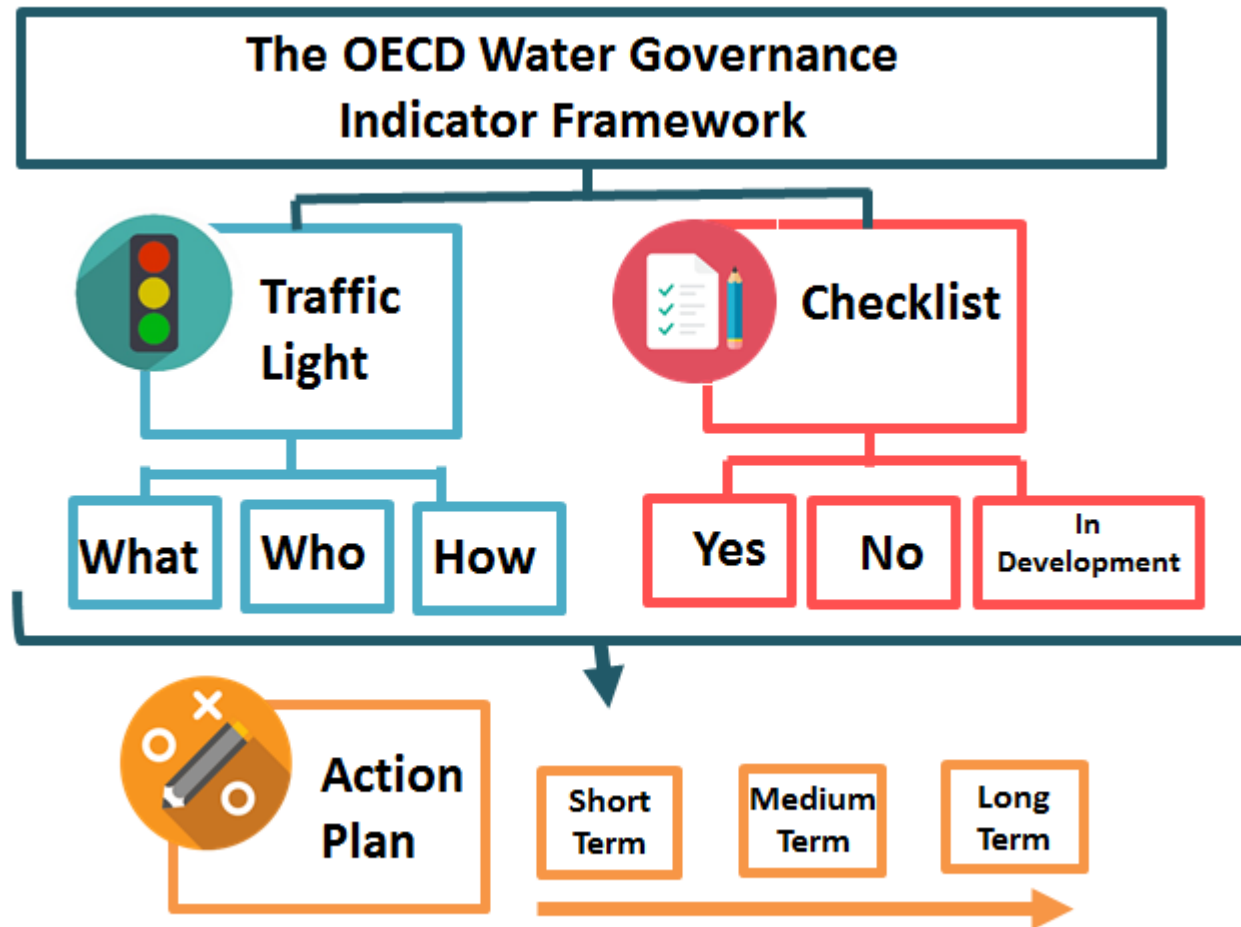 The OECD Water Governance
Indicator Framework
Traffic
Light
Checklist
What
Who
How
Yes
No
In
Development
Action
Plan
Short
Term
Medium
Term
Long
Term